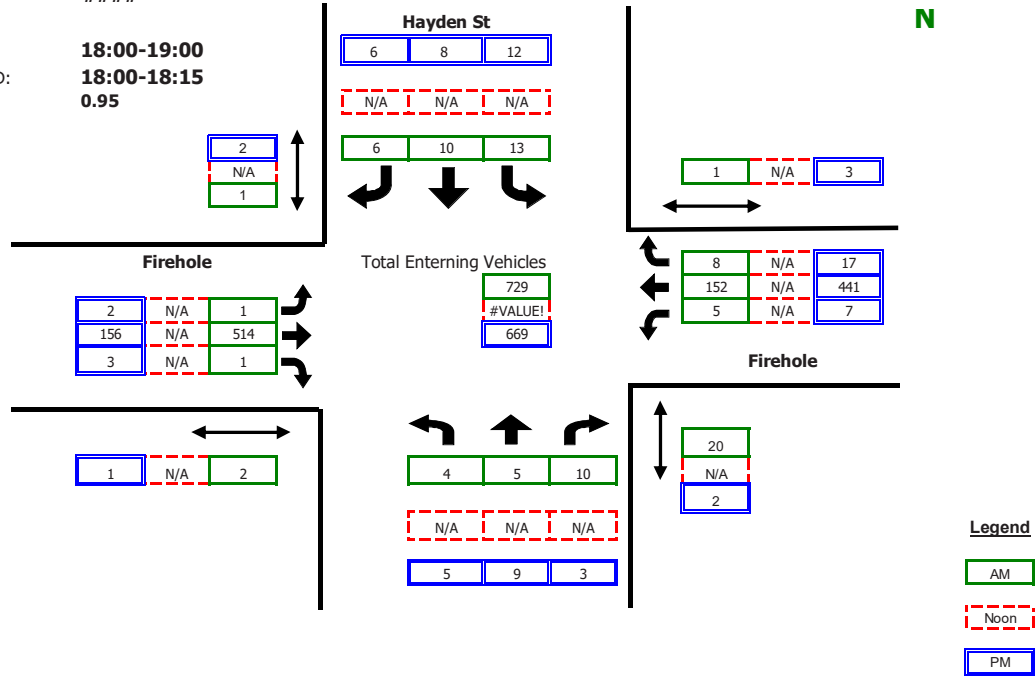 Hayden St
N
18:00-19:00
6 8 12
18:00-18:15
0.95
N/A N/A N/A
6 10 13
2
N/A
1
1 N/A 3
Firehole
Total Enterning Vehicles
8 N/A 17
729
152 N/A 441
#VALUE!
5 N/A 7
669
2 N/A 1
156 N/A 514
3 N/A 1
Firehole
20
N/A
2
1 N/A 2
4 5 10
N/A N/A N/A
5 9 3
Legend
AM
Noon
PM